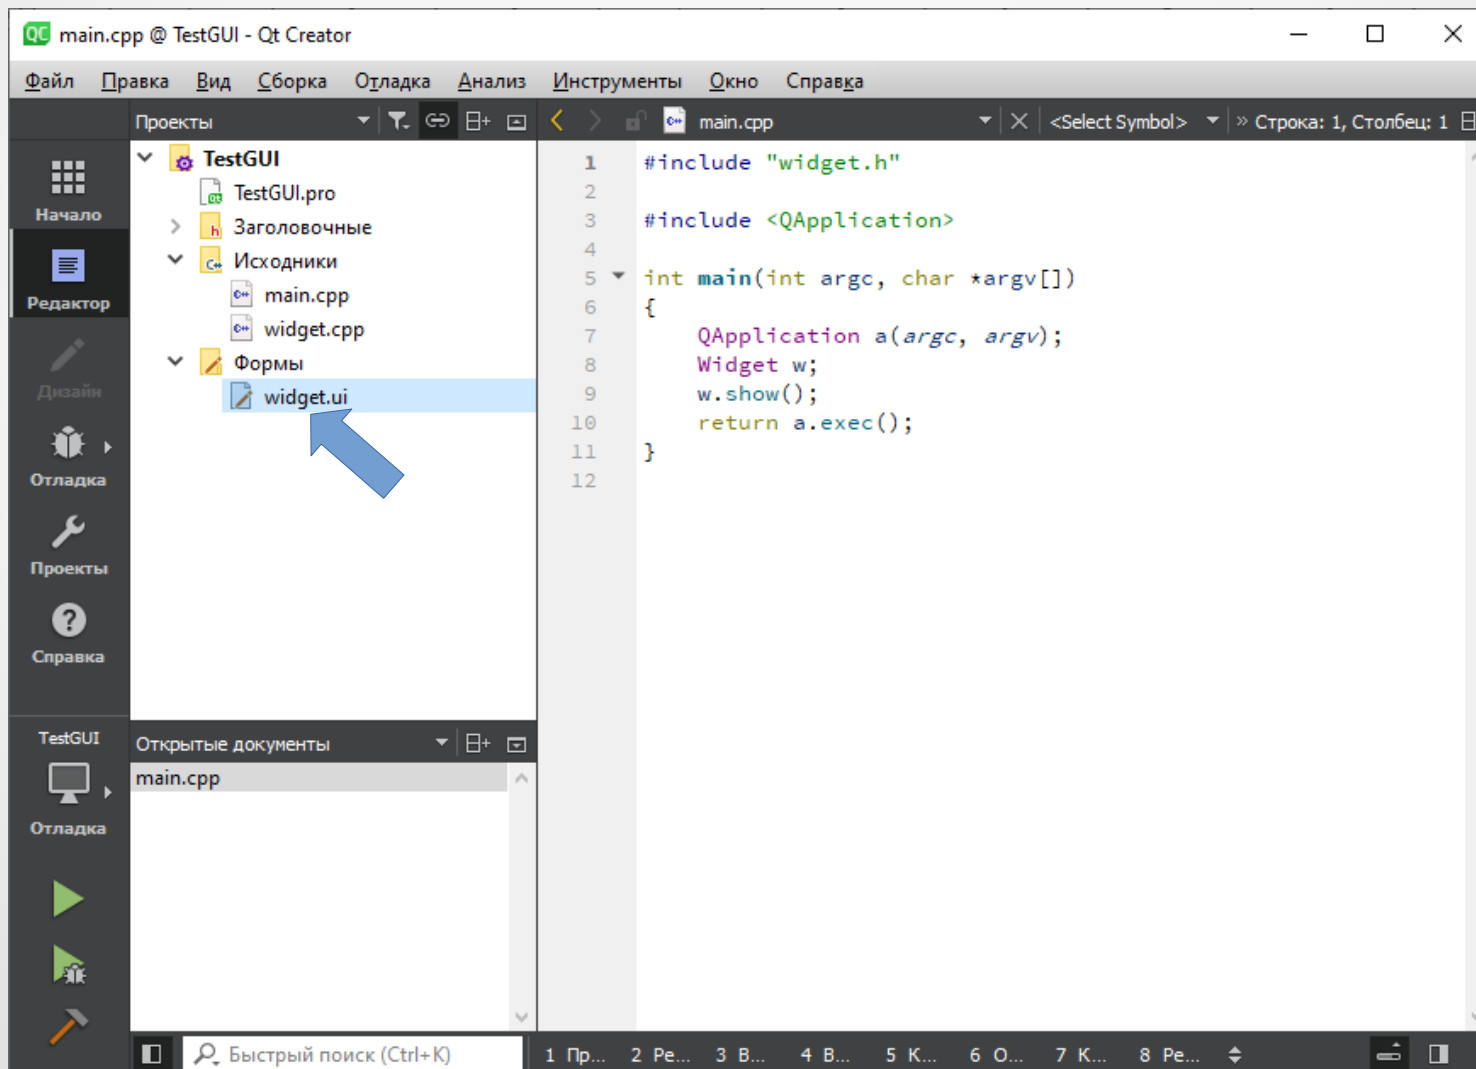 main.cpp @ TestGUI - Qt Creator
Файл Правка Вид Сборка Отладка Анализ Инструменты Окно Справка
Проекты
main.cpp
<Select Symbol>
» Строка: 1, Столбец: 1
Начало
Редактор
Дизайн
Отладка
Проекты
Справка
TestGUI
Отладка
TestGUI
TestGUI.pro
Заголовочные
Исходники
main.cpp
widget.cpp
Формы
widget.ui
Открытые документы
main.cpp
1 #include "widget.h"
2
3 #include <QApplication>
4
5 int main(int argc, char *argv[])
6 {
7 QApplication a(argc, argv);
8 Widget w;
9 w.show();
10 return a.exec();
11 }
12
Быстрый поиск (Ctrl+K)
1 Пр... 2 Ре... 3 В... 4 В... 5 К... 6 О... 7 К... 8 Ре...